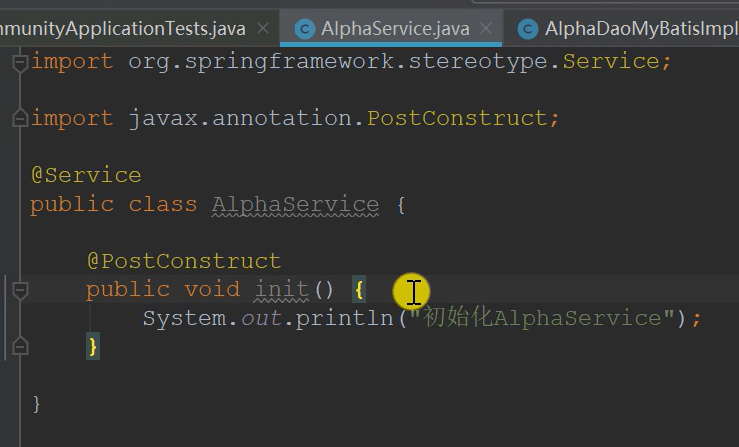 mmunityApplicationTests.java × AlphaService.java × AlphaDaoMyBatisImpl
import org.springframework.stereotype.Service;
import javax.annotation.PostConstruct;
@Service
public class AlphaService {
@PostConstruct
public void init() {
System.out.println("初始化AlphaService");
}
}